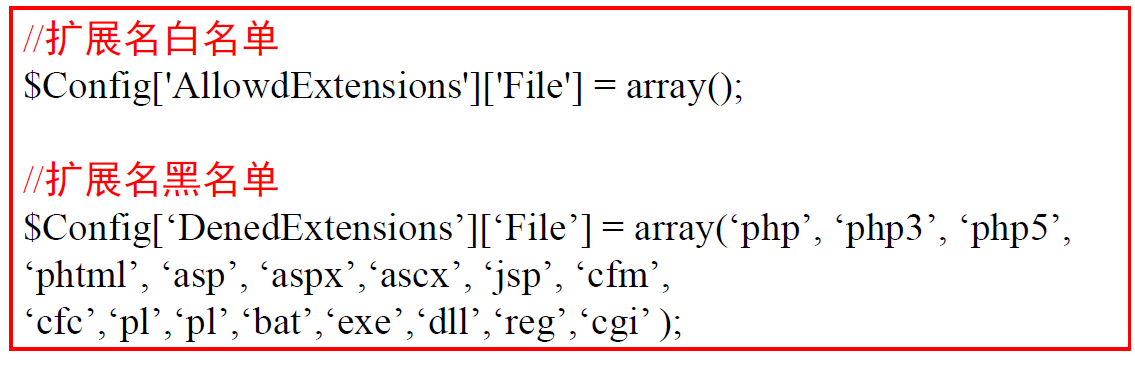 //扩展名白名单
$Config['AllowdExtensions']['File'] = array();
//扩展名黑名单
$Config[‘DenedExtensions’][‘File’] = array(‘php’, ‘php3’, ‘php5’,
‘phtml’, ‘asp’, ‘aspx’,‘ascx’, ‘jsp’, ‘cfm’,
‘cfc’,‘pl’,‘pl’,‘bat’,‘exe’,‘dll’,‘reg’,‘cgi’ );